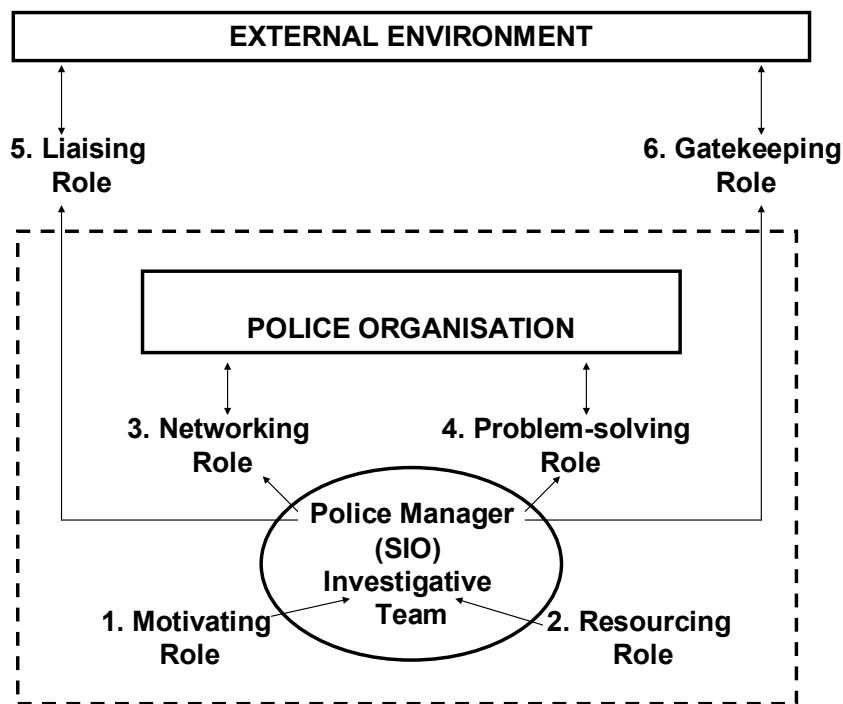 EXTERNAL ENVIRONMENT
5. Liaising
Role
6. Gatekeeping
Role
POLICE ORGANISATION
3. Networking
Role
4. Problem-solving
Role
Police Manager
(SIO)
Investigative
Team
1. Motivating
Role
2. Resourcing
Role